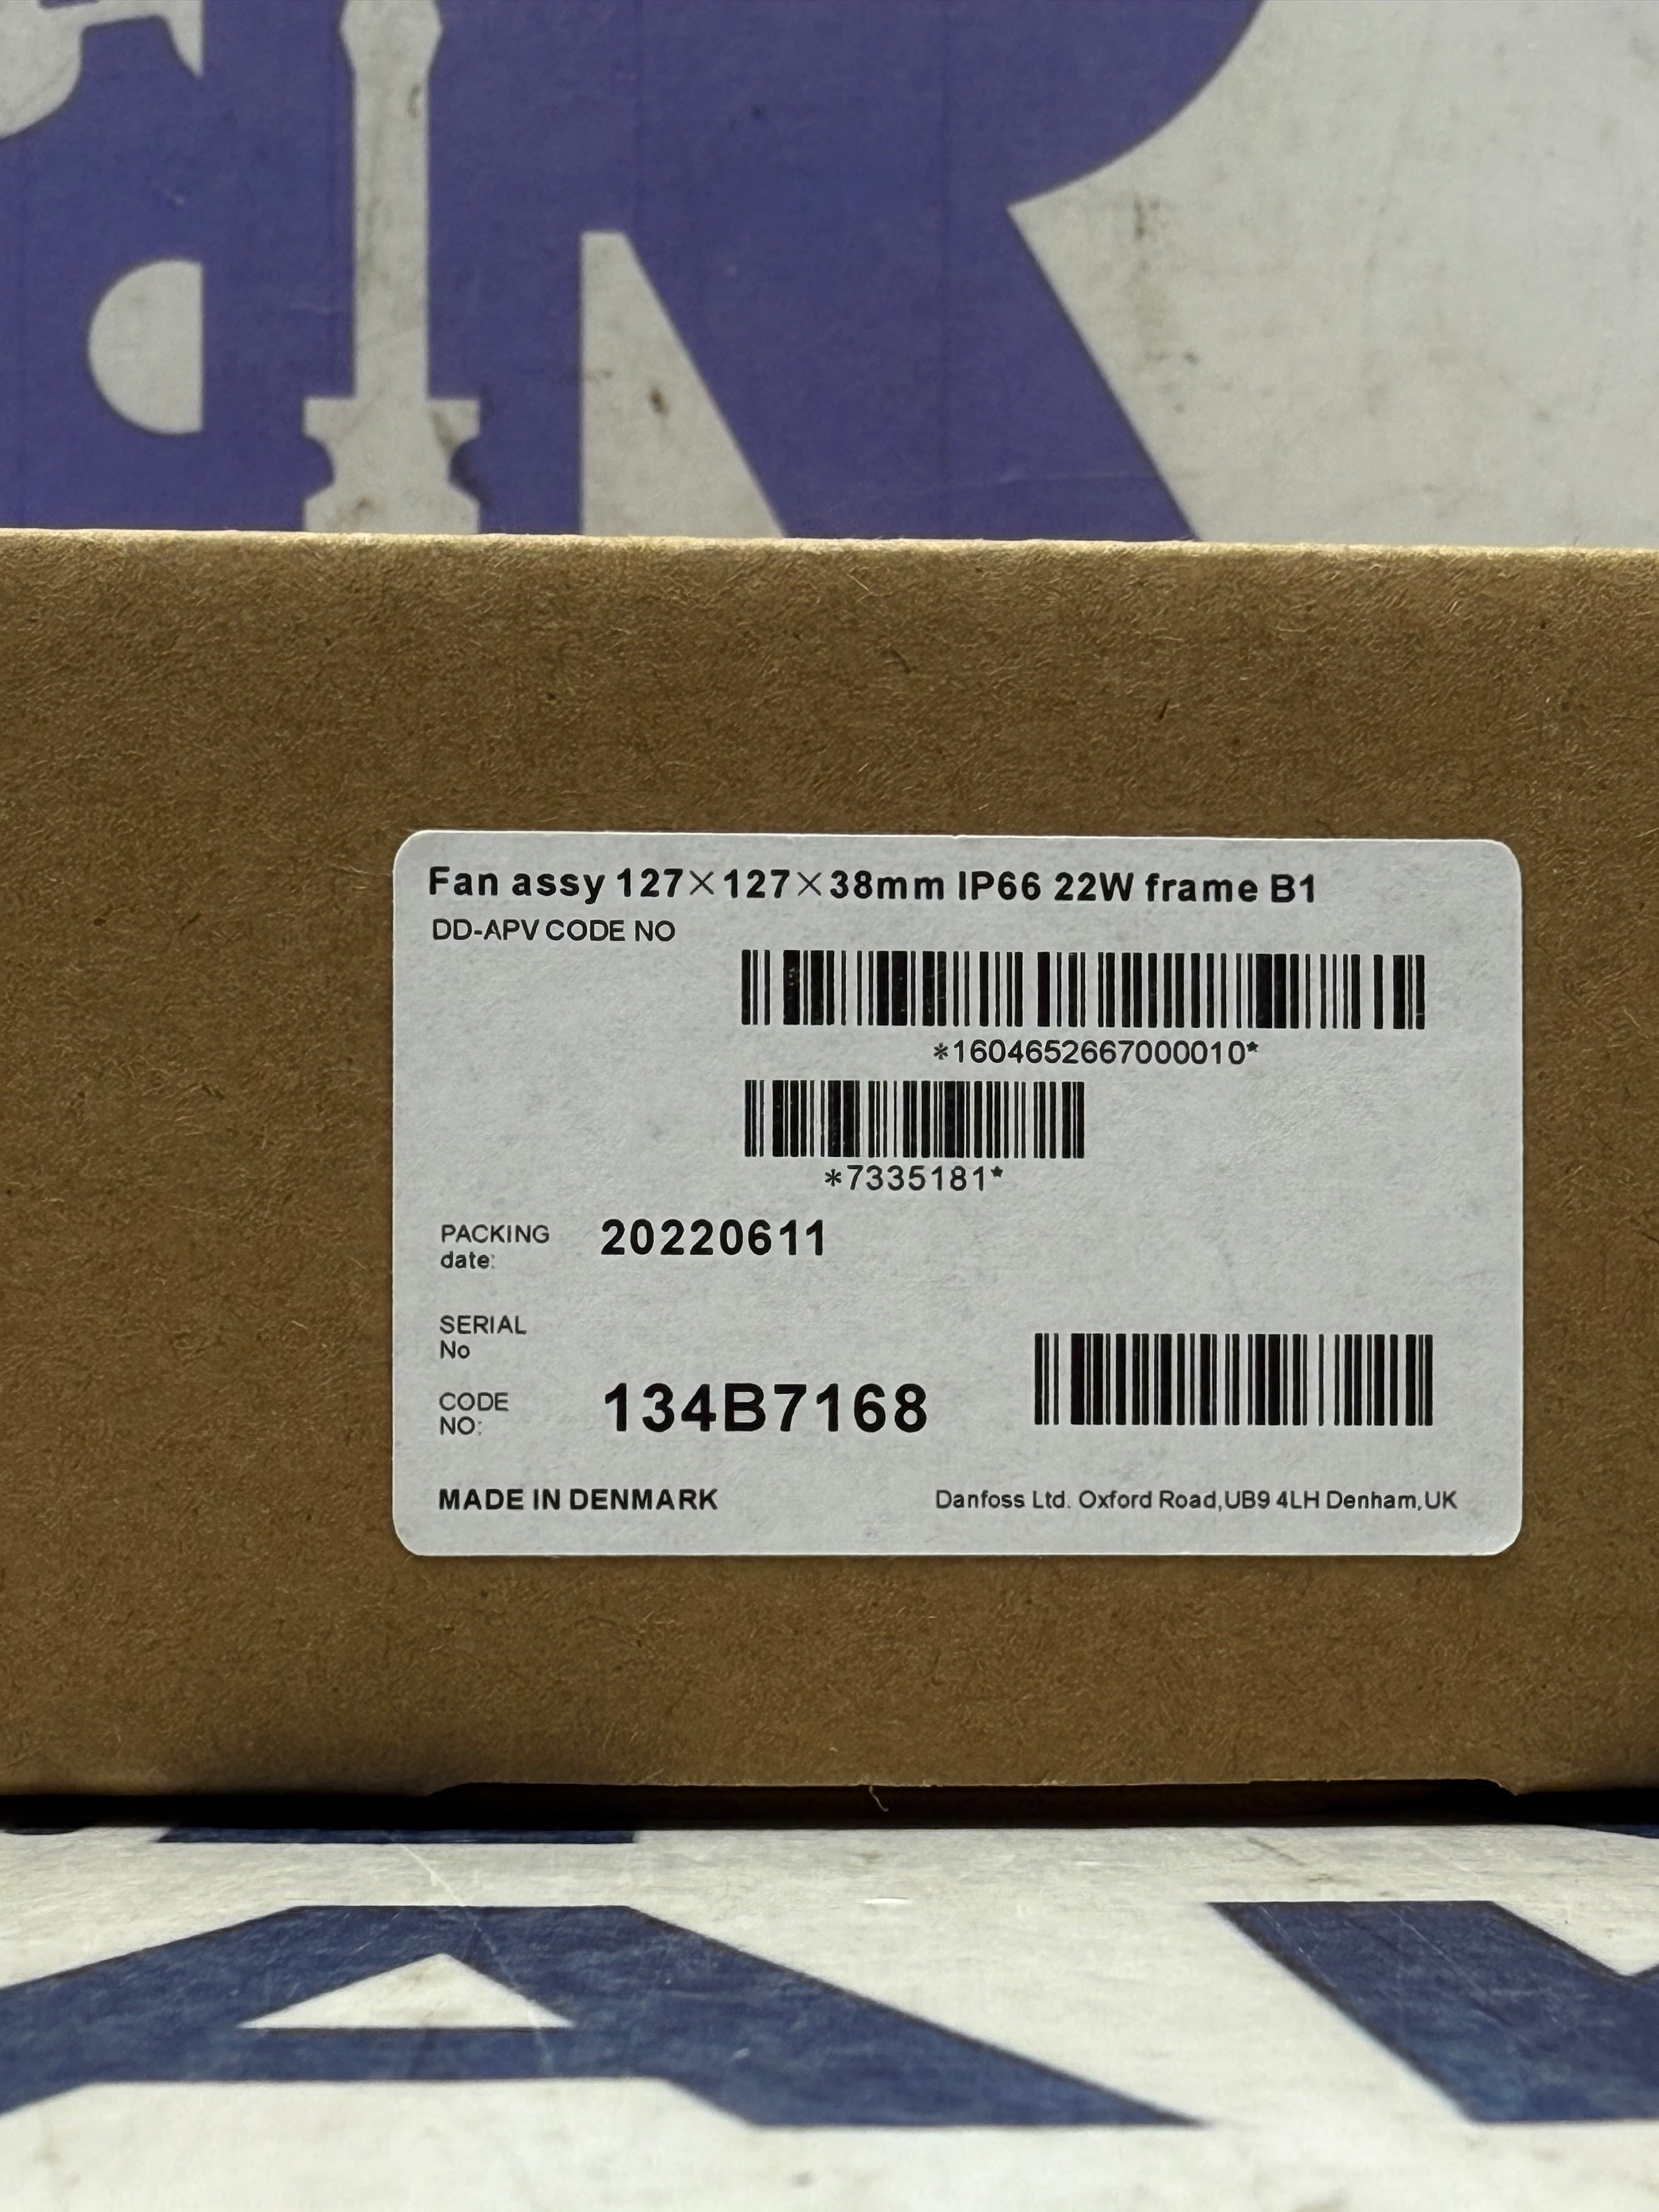 Fan assy 127×127×38mm IP66 22W frame B1
DD-APV CODE NO
*1604652667000010*
*7335181*
PACKING date: 20220611
SERIAL No
CODE NO: 134B7168
MADE IN DENMARK
Danfoss Ltd. Oxford Road,UB9 4LH Denham,UK